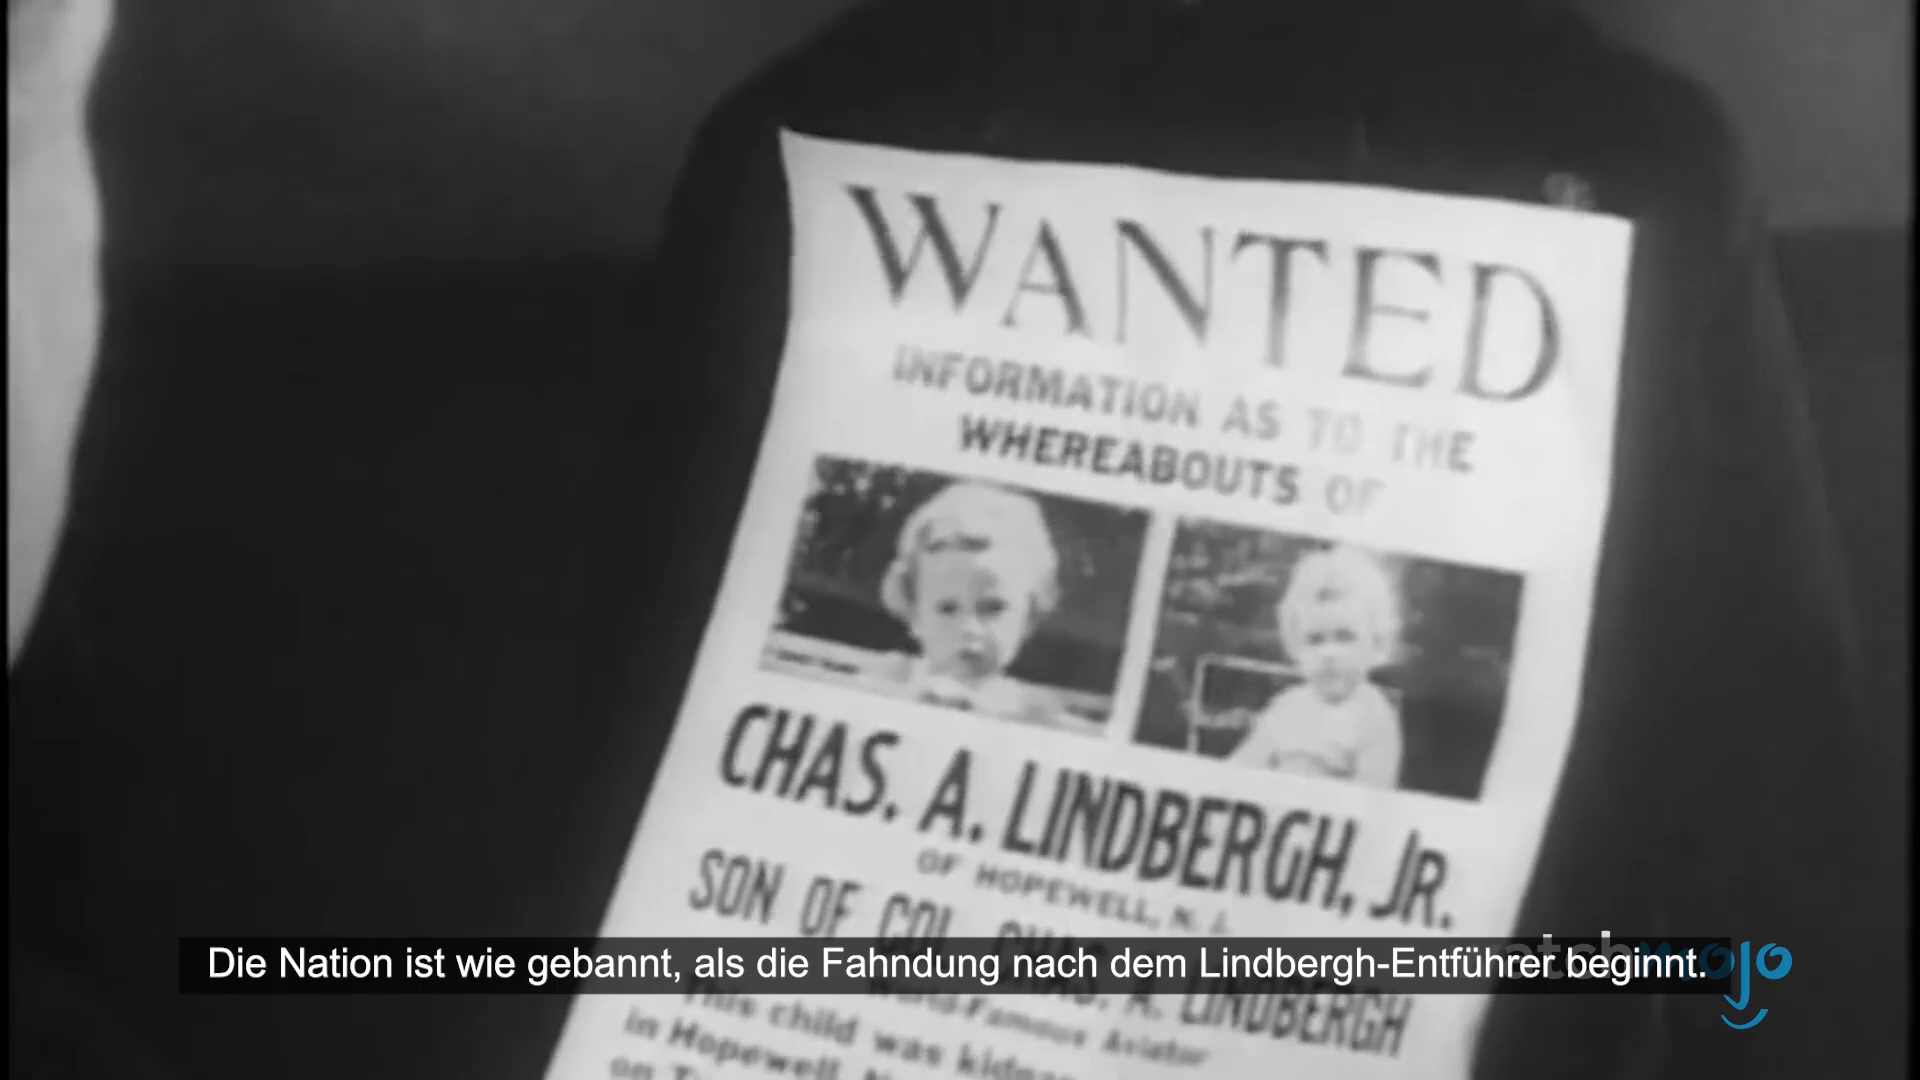 WANTED
INFORMATION AS TO THE
WHEREABOUTS OF
CHAS. A. LINDBERGH, JR.
OF HOPEWELL, N. J.
SON OF COL. CHAS. A. LINDBERGH
Die Nation ist wie gebannt, als die Fahndung nach dem Lindbergh-Entführer beginnt.
World-Famous Aviator
This child was
in Hopewell,
on